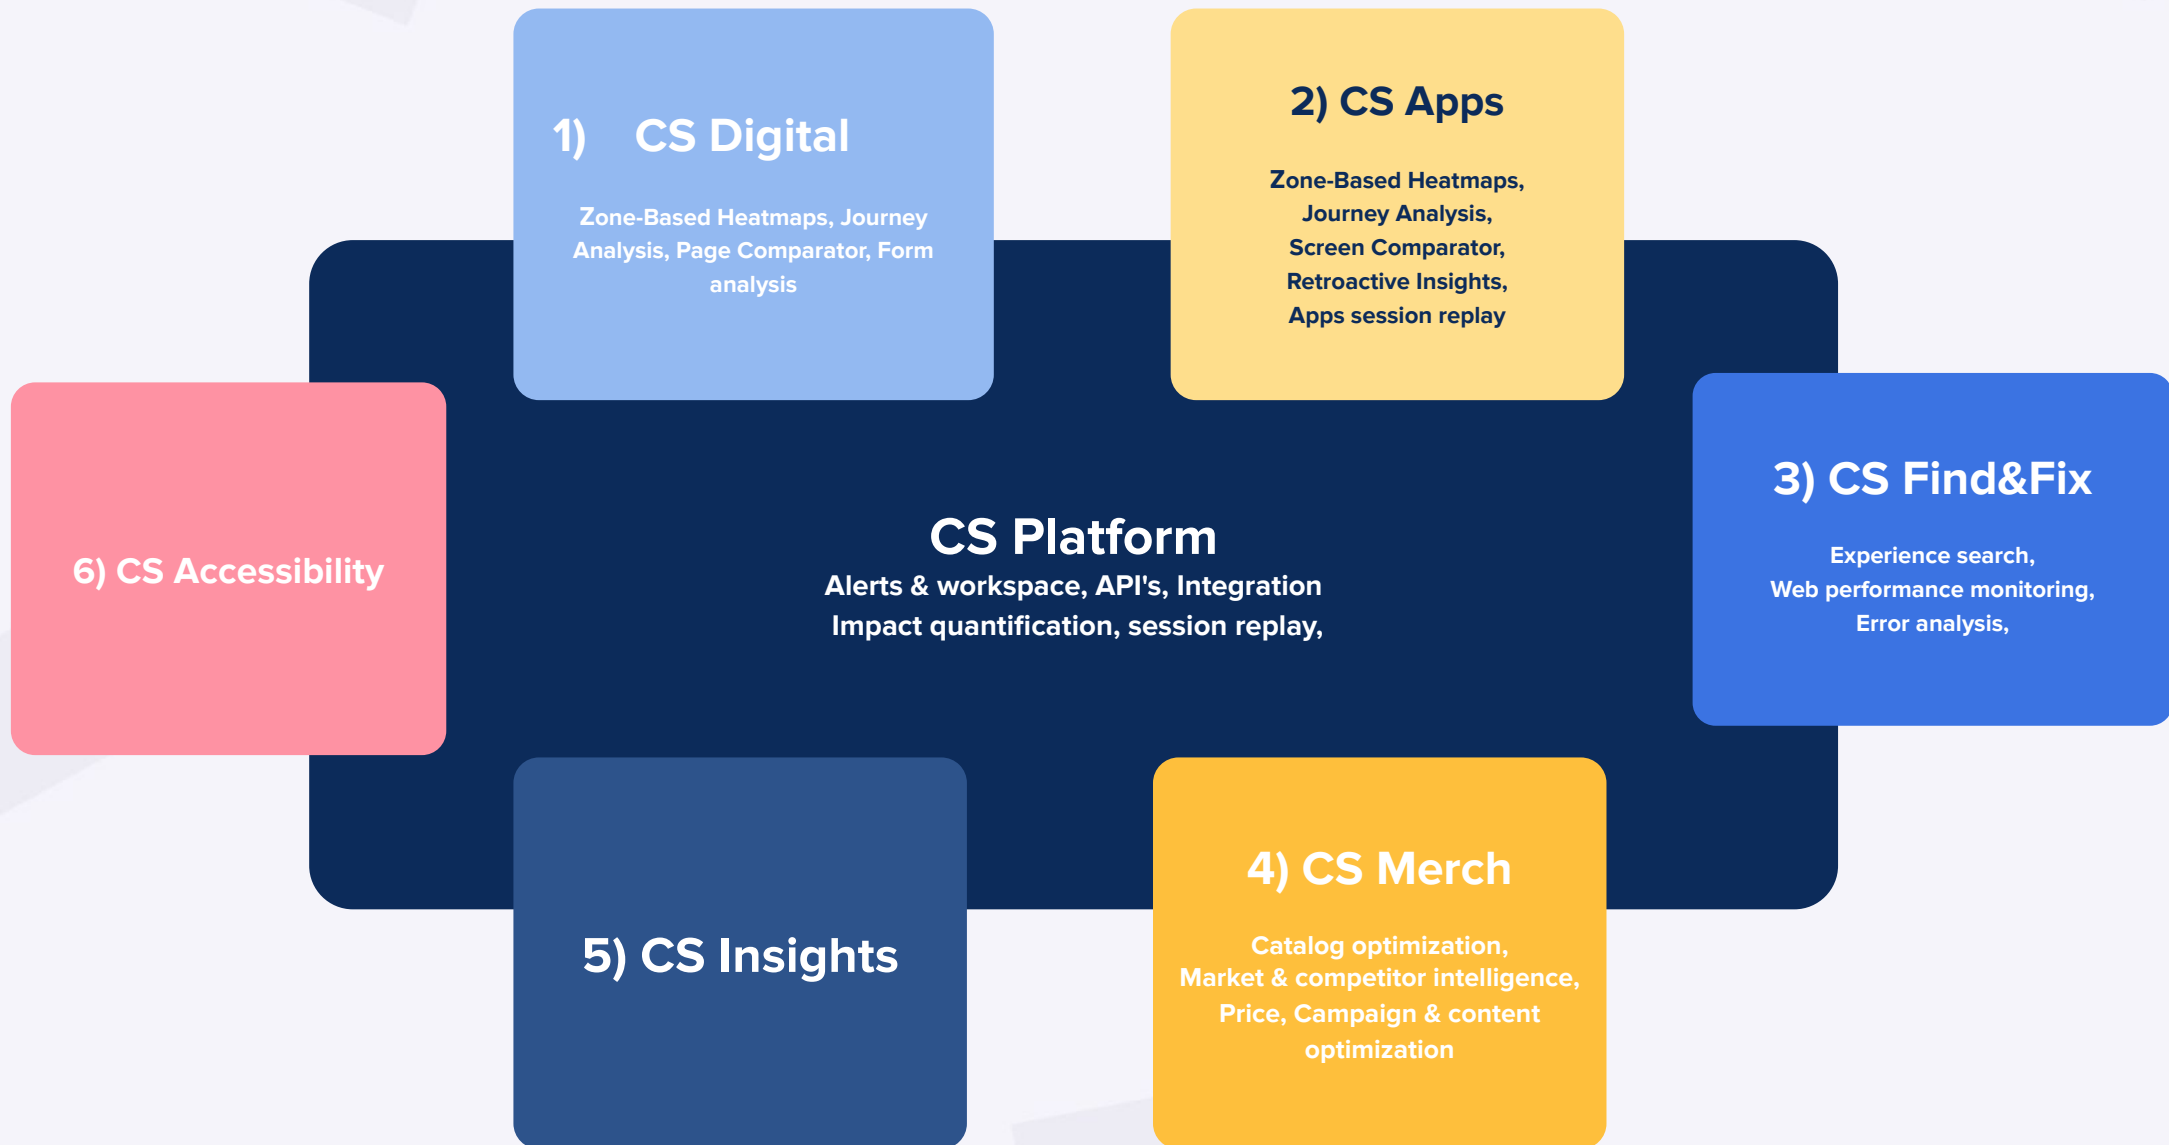 1) CS Digital
Zone-Based Heatmaps, Journey
Analysis, Page Comparator, Form
analysis
2) CS Apps
Zone-Based Heatmaps,
Journey Analysis,
Screen Comparator,
Retroactive Insights,
Apps session replay
3) CS Find&Fix
Experience search,
Web performance monitoring,
Error analysis,
6) CS Accessibility
CS Platform
Alerts & workspace, API's, Integration
Impact quantification, session replay,
5) CS Insights
4) CS Merch
Catalog optimization,
Market & competitor intelligence,
Price, Campaign & content
optimization